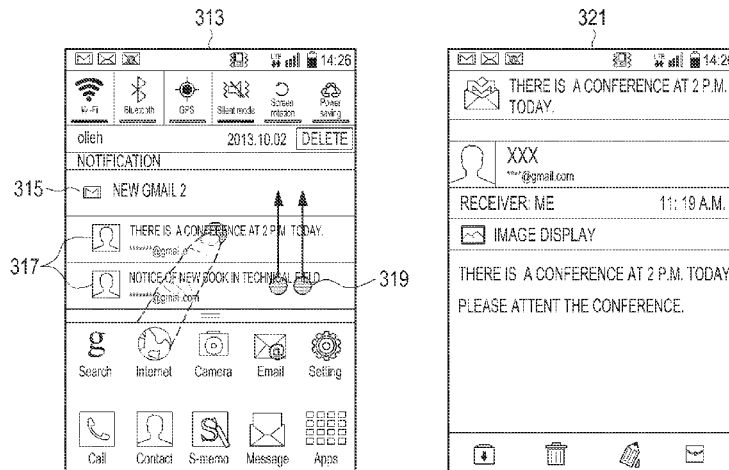 313
LTE 14:26
Wi-Fi Bluetooth GPS Silent mode Screen rotation Power saving
olleh 2013.10.02 DELETE
NOTIFICATION
315 NEW GMAIL 2
THERE IS A CONFERENCE AT 2 P.M. TODAY.
*******@gmail.com
317
319
NOTICE OF NEW BOOK IN TECHNICAL FIELD
*******@gmail.com
g
Search Internet Camera Email Setting
Call Contact S-memo Message Apps
321
LTE 14:26
THERE IS A CONFERENCE AT 2 P.M.
TODAY.
XXX
****@gmail.com
RECEIVER: ME 11:19 A.M.
IMAGE DISPLAY
THERE IS A CONFERENCE AT 2 P.M. TODAY
PLEASE ATTENT THE CONFERENCE.